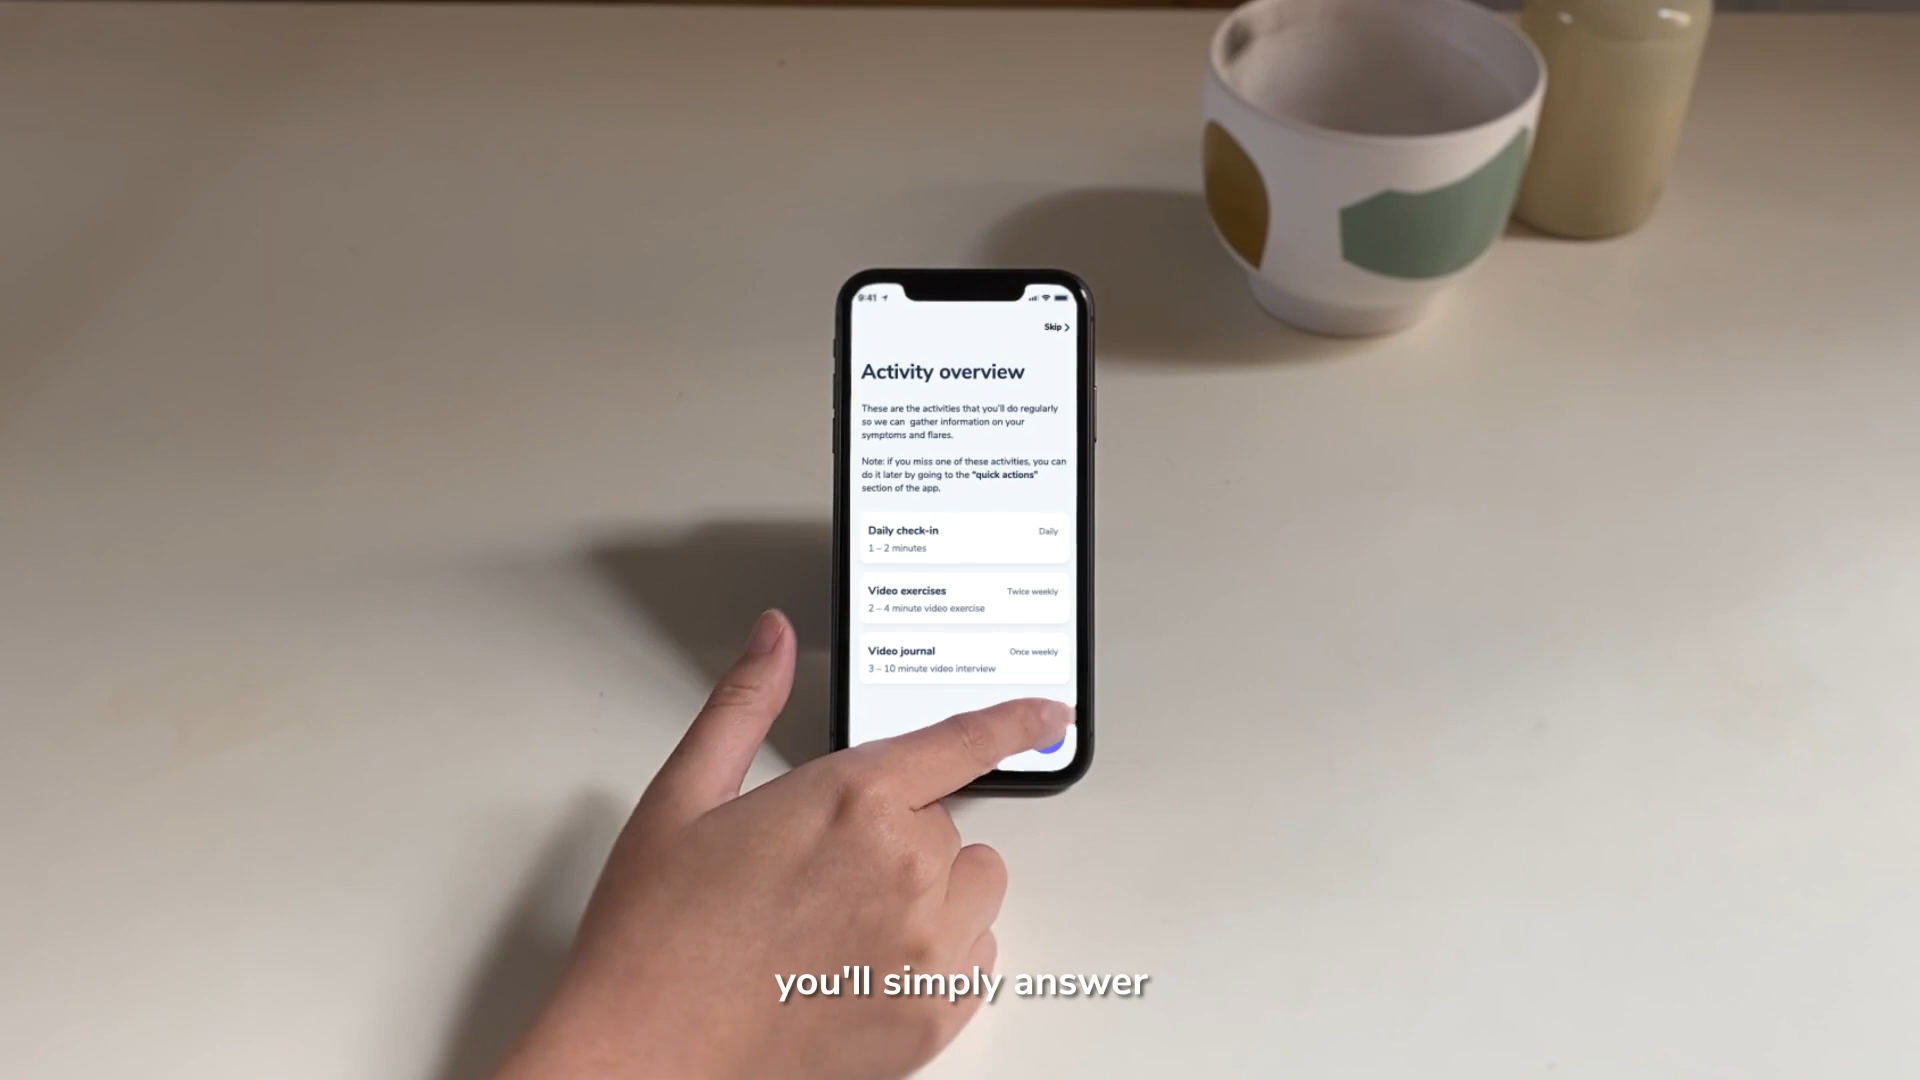 9:41
Skip
Activity overview
These are the activities that you'll do regularly
so we can gather information on your
symptoms and flares.
Note: if you miss one of these activities, you can
do it later by going to the "quick actions"
section of the app.
Daily check-in
Daily
1 – 2 minutes
Video exercises
Twice weekly
2 – 4 minute video exercise
Video journal
Once weekly
3 – 10 minute video interview
you'll simply answer